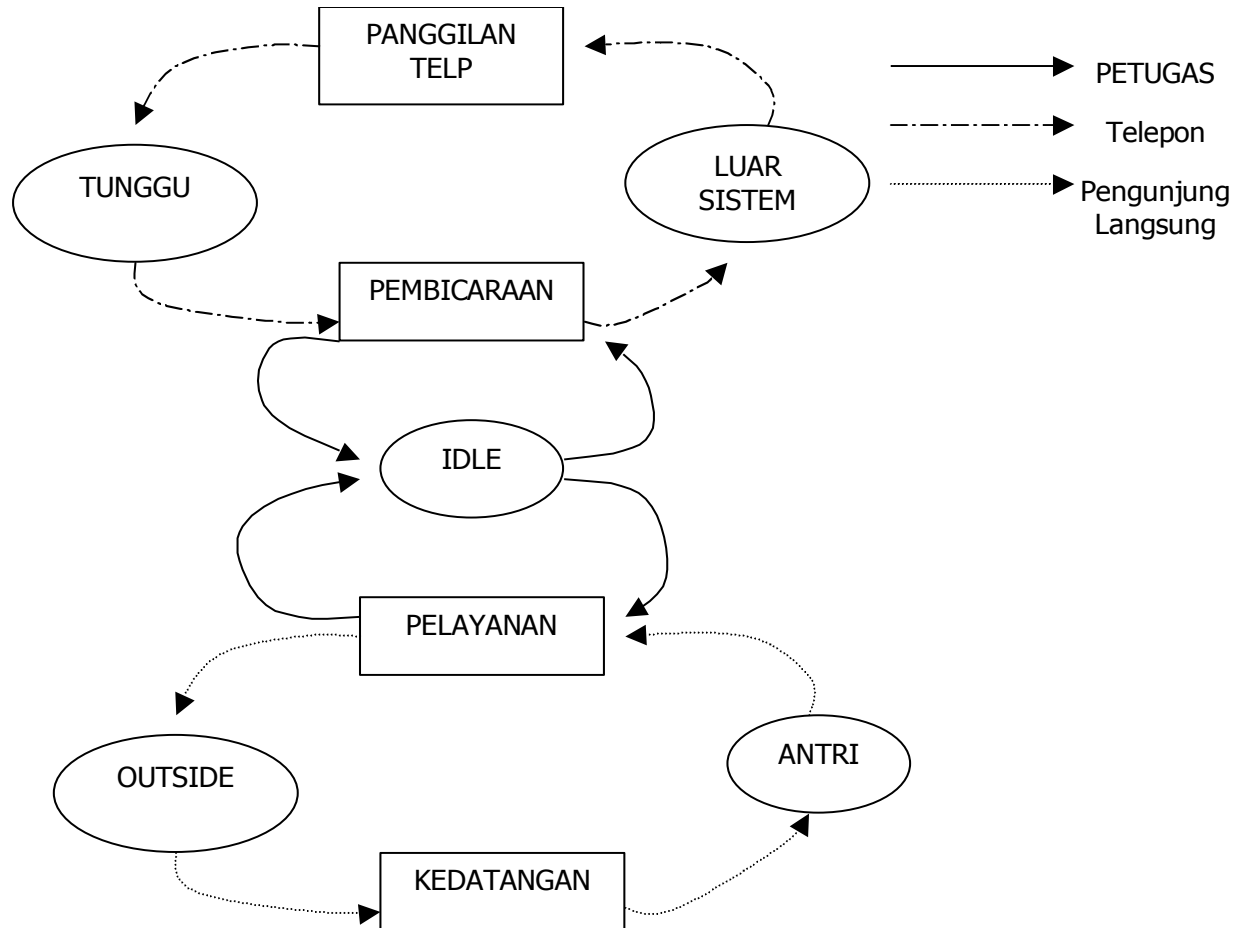 PANGGILAN
TELP
PETUGAS
Telepon
Pengunjung
Langsung
TUNGGU
LUAR
SISTEM
PEMBICARAAN
IDLE
PELAYANAN
OUTSIDE
ANTRI
KEDATANGAN